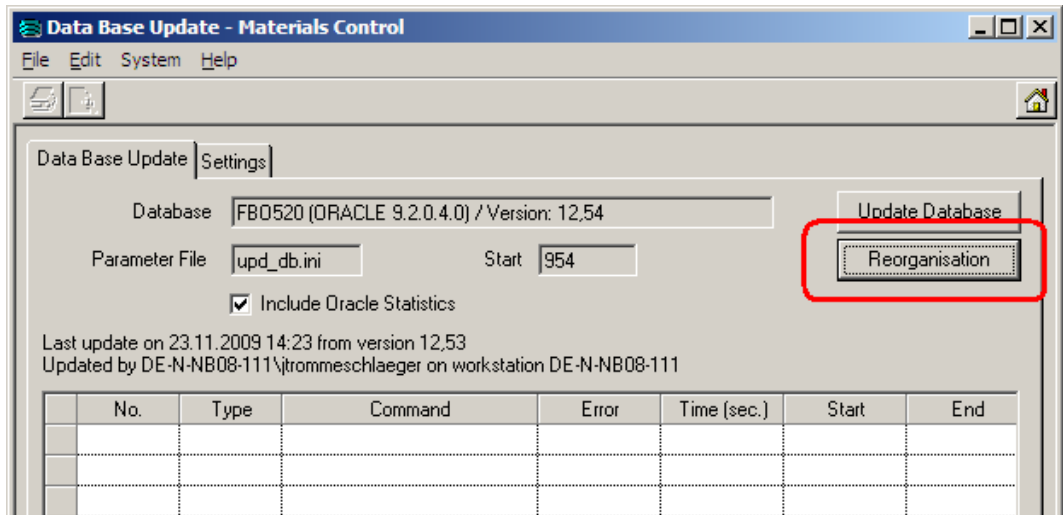 Data Base Update - Materials Control
File Edit System Help
Data Base Update Settings
Database FBO520 (ORACLE 9.2.0.4.0) / Version: 12,54 Update Database
Parameter File upd_db.ini Start 954 Reorganisation
Include Oracle Statistics
Last update on 23.11.2009 14:23 from version 12,53
Updated by DE-N-NB08-111\jtrommeschlaeger on workstation DE-N-NB08-111
No. Type Command Error Time (sec.) Start End